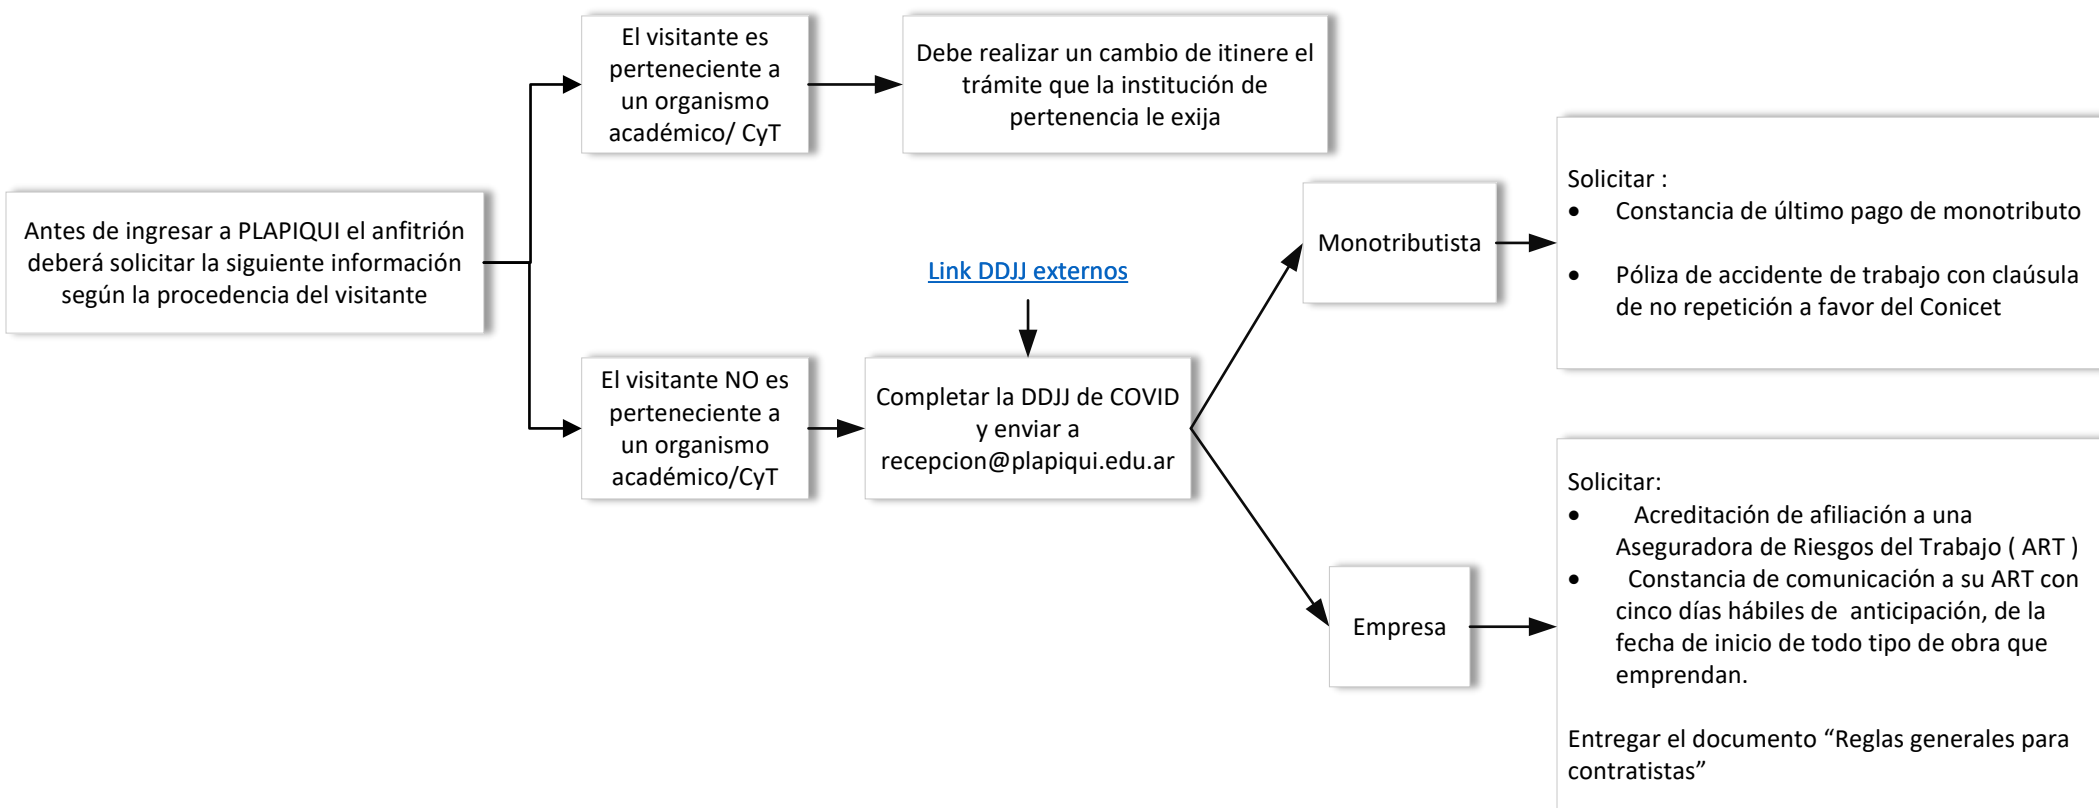 El visitante es
perteneciente a
un organismo
académico/ CyT
Debe realizar un cambio de itinere el
trámite que la institución de
pertenencia le exija
Antes de ingresar a PLAPIQUI el anfitrión
deberá solicitar la siguiente información
según la procedencia del visitante
El visitante NO es
perteneciente a
un organismo
académico/CyT
Link DDJJ externos
Completar la DDJJ de COVID
y enviar a
recepcion@plapiqui.edu.ar
Monotributista
Solicitar :
• Constancia de último pago de monotributo
• Póliza de accidente de trabajo con claúsula
de no repetición a favor del Conicet
Empresa
Solicitar:
• Acreditación de afiliación a una
Aseguradora de Riesgos del Trabajo ( ART )
• Constancia de comunicación a su ART con
cinco días hábiles de anticipación, de la
fecha de inicio de todo tipo de obra que
emprendan.
Entregar el documento “Reglas generales para
contratistas”